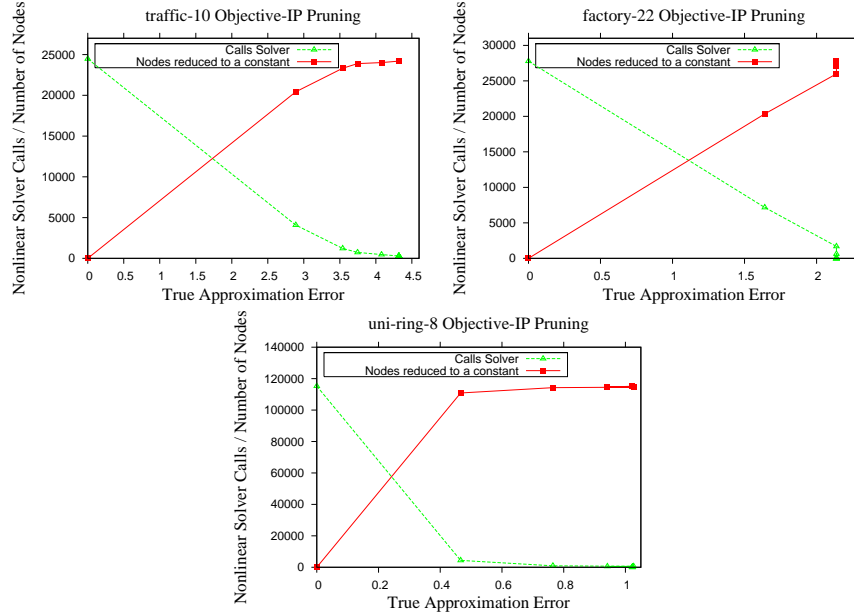 traffic-10 Objective-IP Pruning
Nonlinear Solver Calls / Number of Nodes
25000
20000
15000
10000
5000
0
Calls Solver
Nodes reduced to a constant
0 0.5 1 1.5 2 2.5 3 3.5 4 4.5
True Approximation Error
factory-22 Objective-IP Pruning
Nonlinear Solver Calls / Number of Nodes
30000
25000
20000
15000
10000
5000
0
Calls Solver
Nodes reduced to a constant
0 0.5 1 1.5 2
True Approximation Error
uni-ring-8 Objective-IP Pruning
Nonlinear Solver Calls / Number of Nodes
140000
120000
100000
80000
60000
40000
20000
0
Calls Solver
Nodes reduced to a constant
0 0.2 0.4 0.6 0.8 1
True Approximation Error